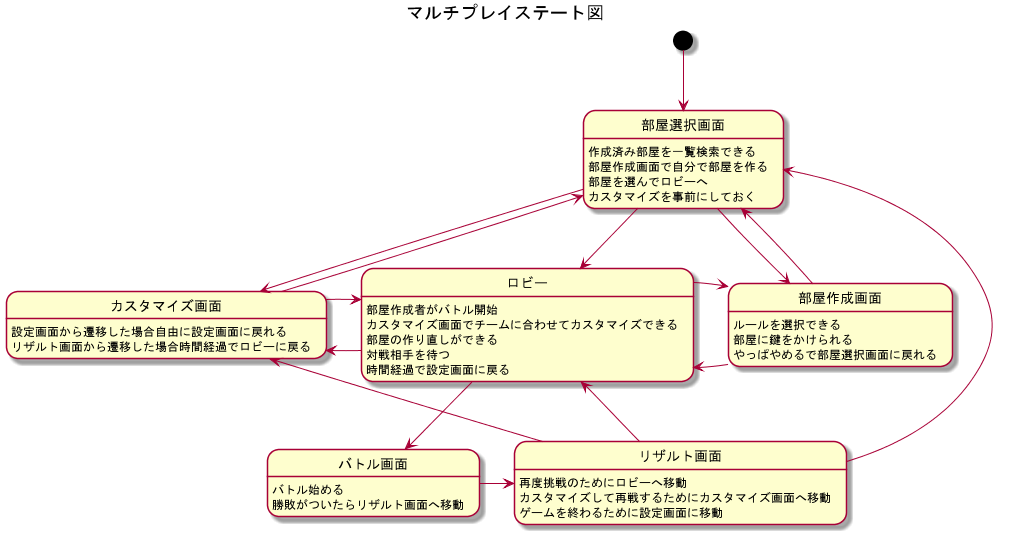 マルチプレイステート図
部屋選択画面
作成済み部屋を一覧検索できる
部屋作成画面で自分で部屋を作る
部屋を選んでロビーへ
カスタマイズを事前にしておく
カスタマイズ画面
設定画面から遷移した場合自由に設定画面に戻れる
リザルト画面から遷移した場合時間経過でロビーに戻る
ロビー
部屋作成者がバトル開始
カスタマイズ画面でチームに合わせてカスタマイズできる
部屋の作り直しができる
対戦相手を待つ
時間経過で設定画面に戻る
部屋作成画面
ルールを選択できる
部屋に鍵をかけられる
やっぱやめるで部屋選択画面に戻れる
バトル画面
バトル始める
勝敗がついたらリザルト画面へ移動
リザルト画面
再度挑戦のためにロビーへ移動
カスタマイズして再戦するためにカスタマイズ画面へ移動
ゲームを終わるために設定画面に移動